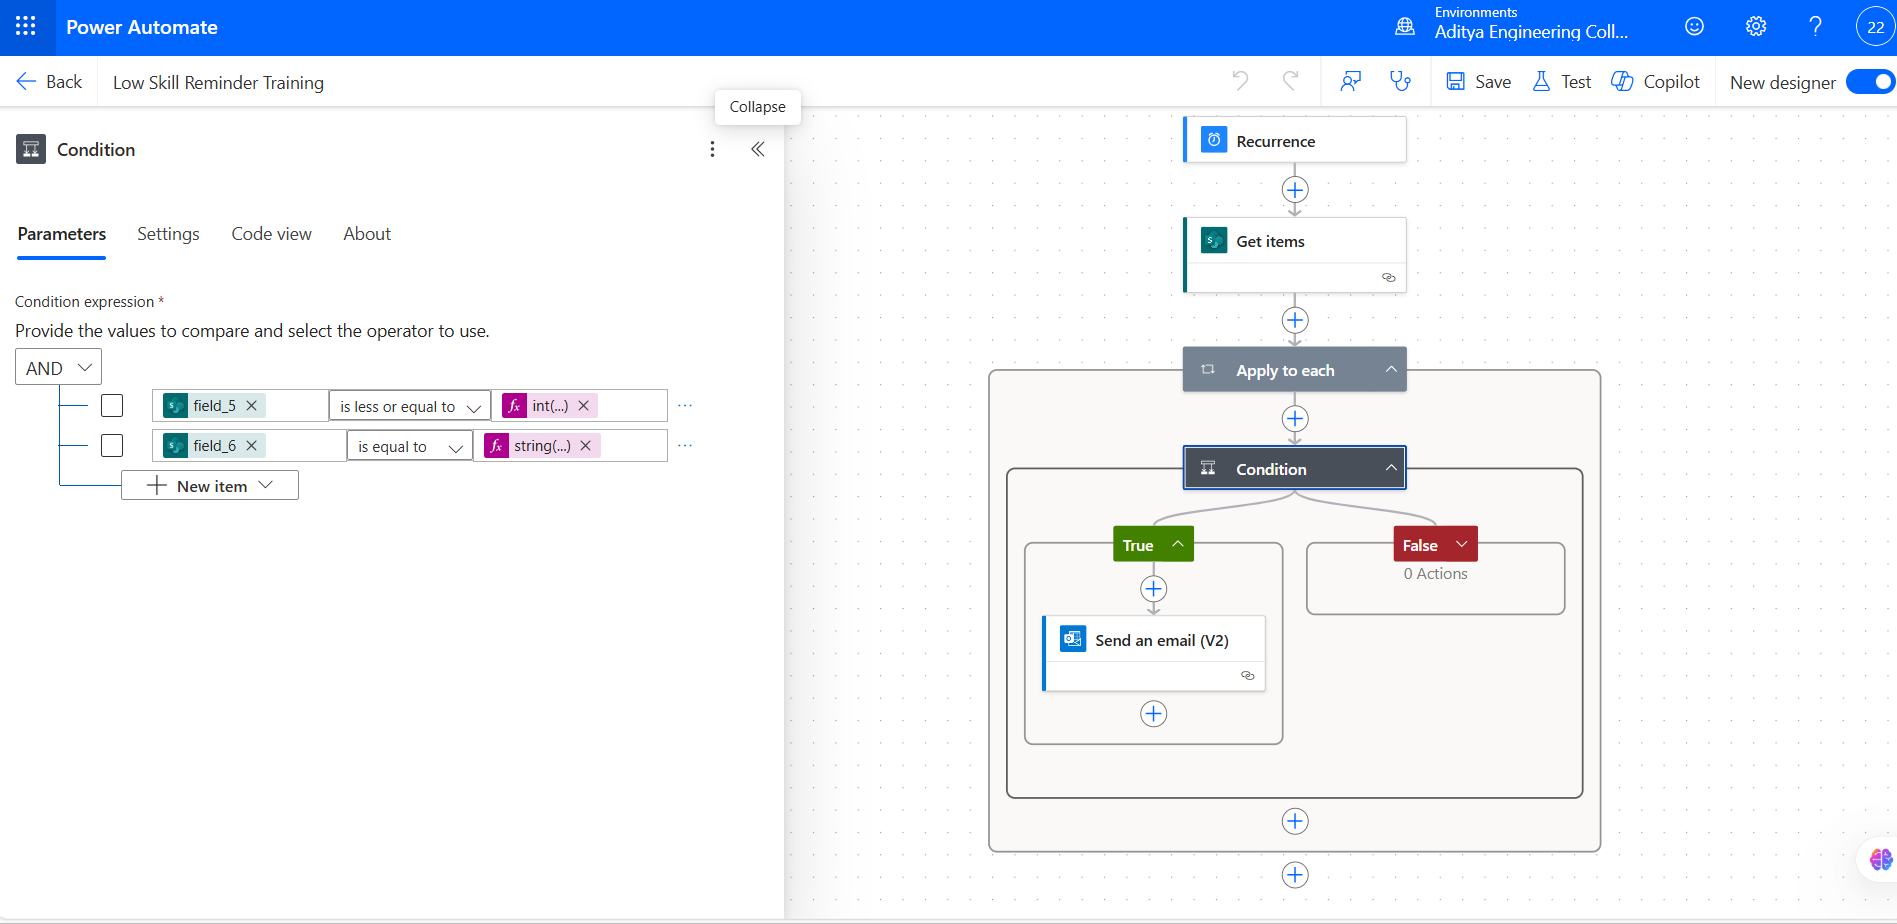 Power Automate
Environments
Aditya Engineering Coll...
22
Back
Low Skill Reminder Training
Save
Test
Copilot
New designer
Collapse
Condition
Parameters
Settings
Code view
About
Condition expression *
Provide the values to compare and select the operator to use.
AND
field_5
is less or equal to
fx int(...)
field_6
is equal to
fx string(...)
New item
Recurrence
Get items
Apply to each
Condition
True
False
0 Actions
Send an email (V2)